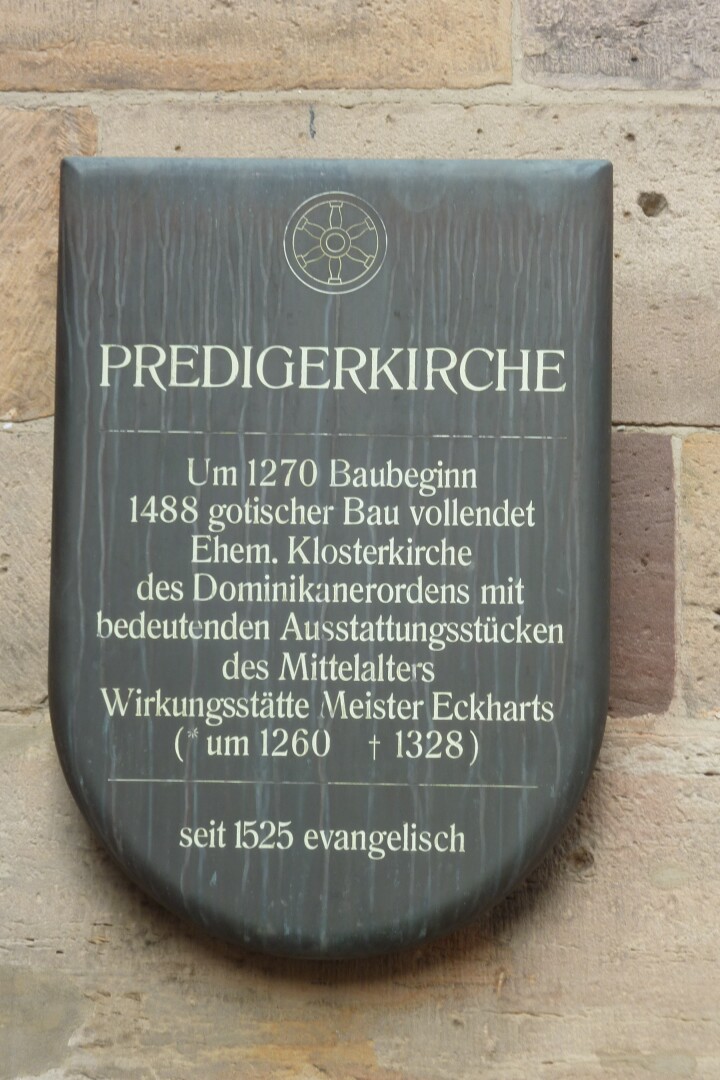 PREDIGERKIRCHE
Um 1270 Baubeginn
1488 gotischer Bau vollendet
Ehem. Klosterkirche
des Dominikanerordens mit
bedeutenden Ausstattungsstücken
des Mittelalters
Wirkungsstätte Meister Eckharts
(* um 1260 † 1328)
seit 1525 evangelisch